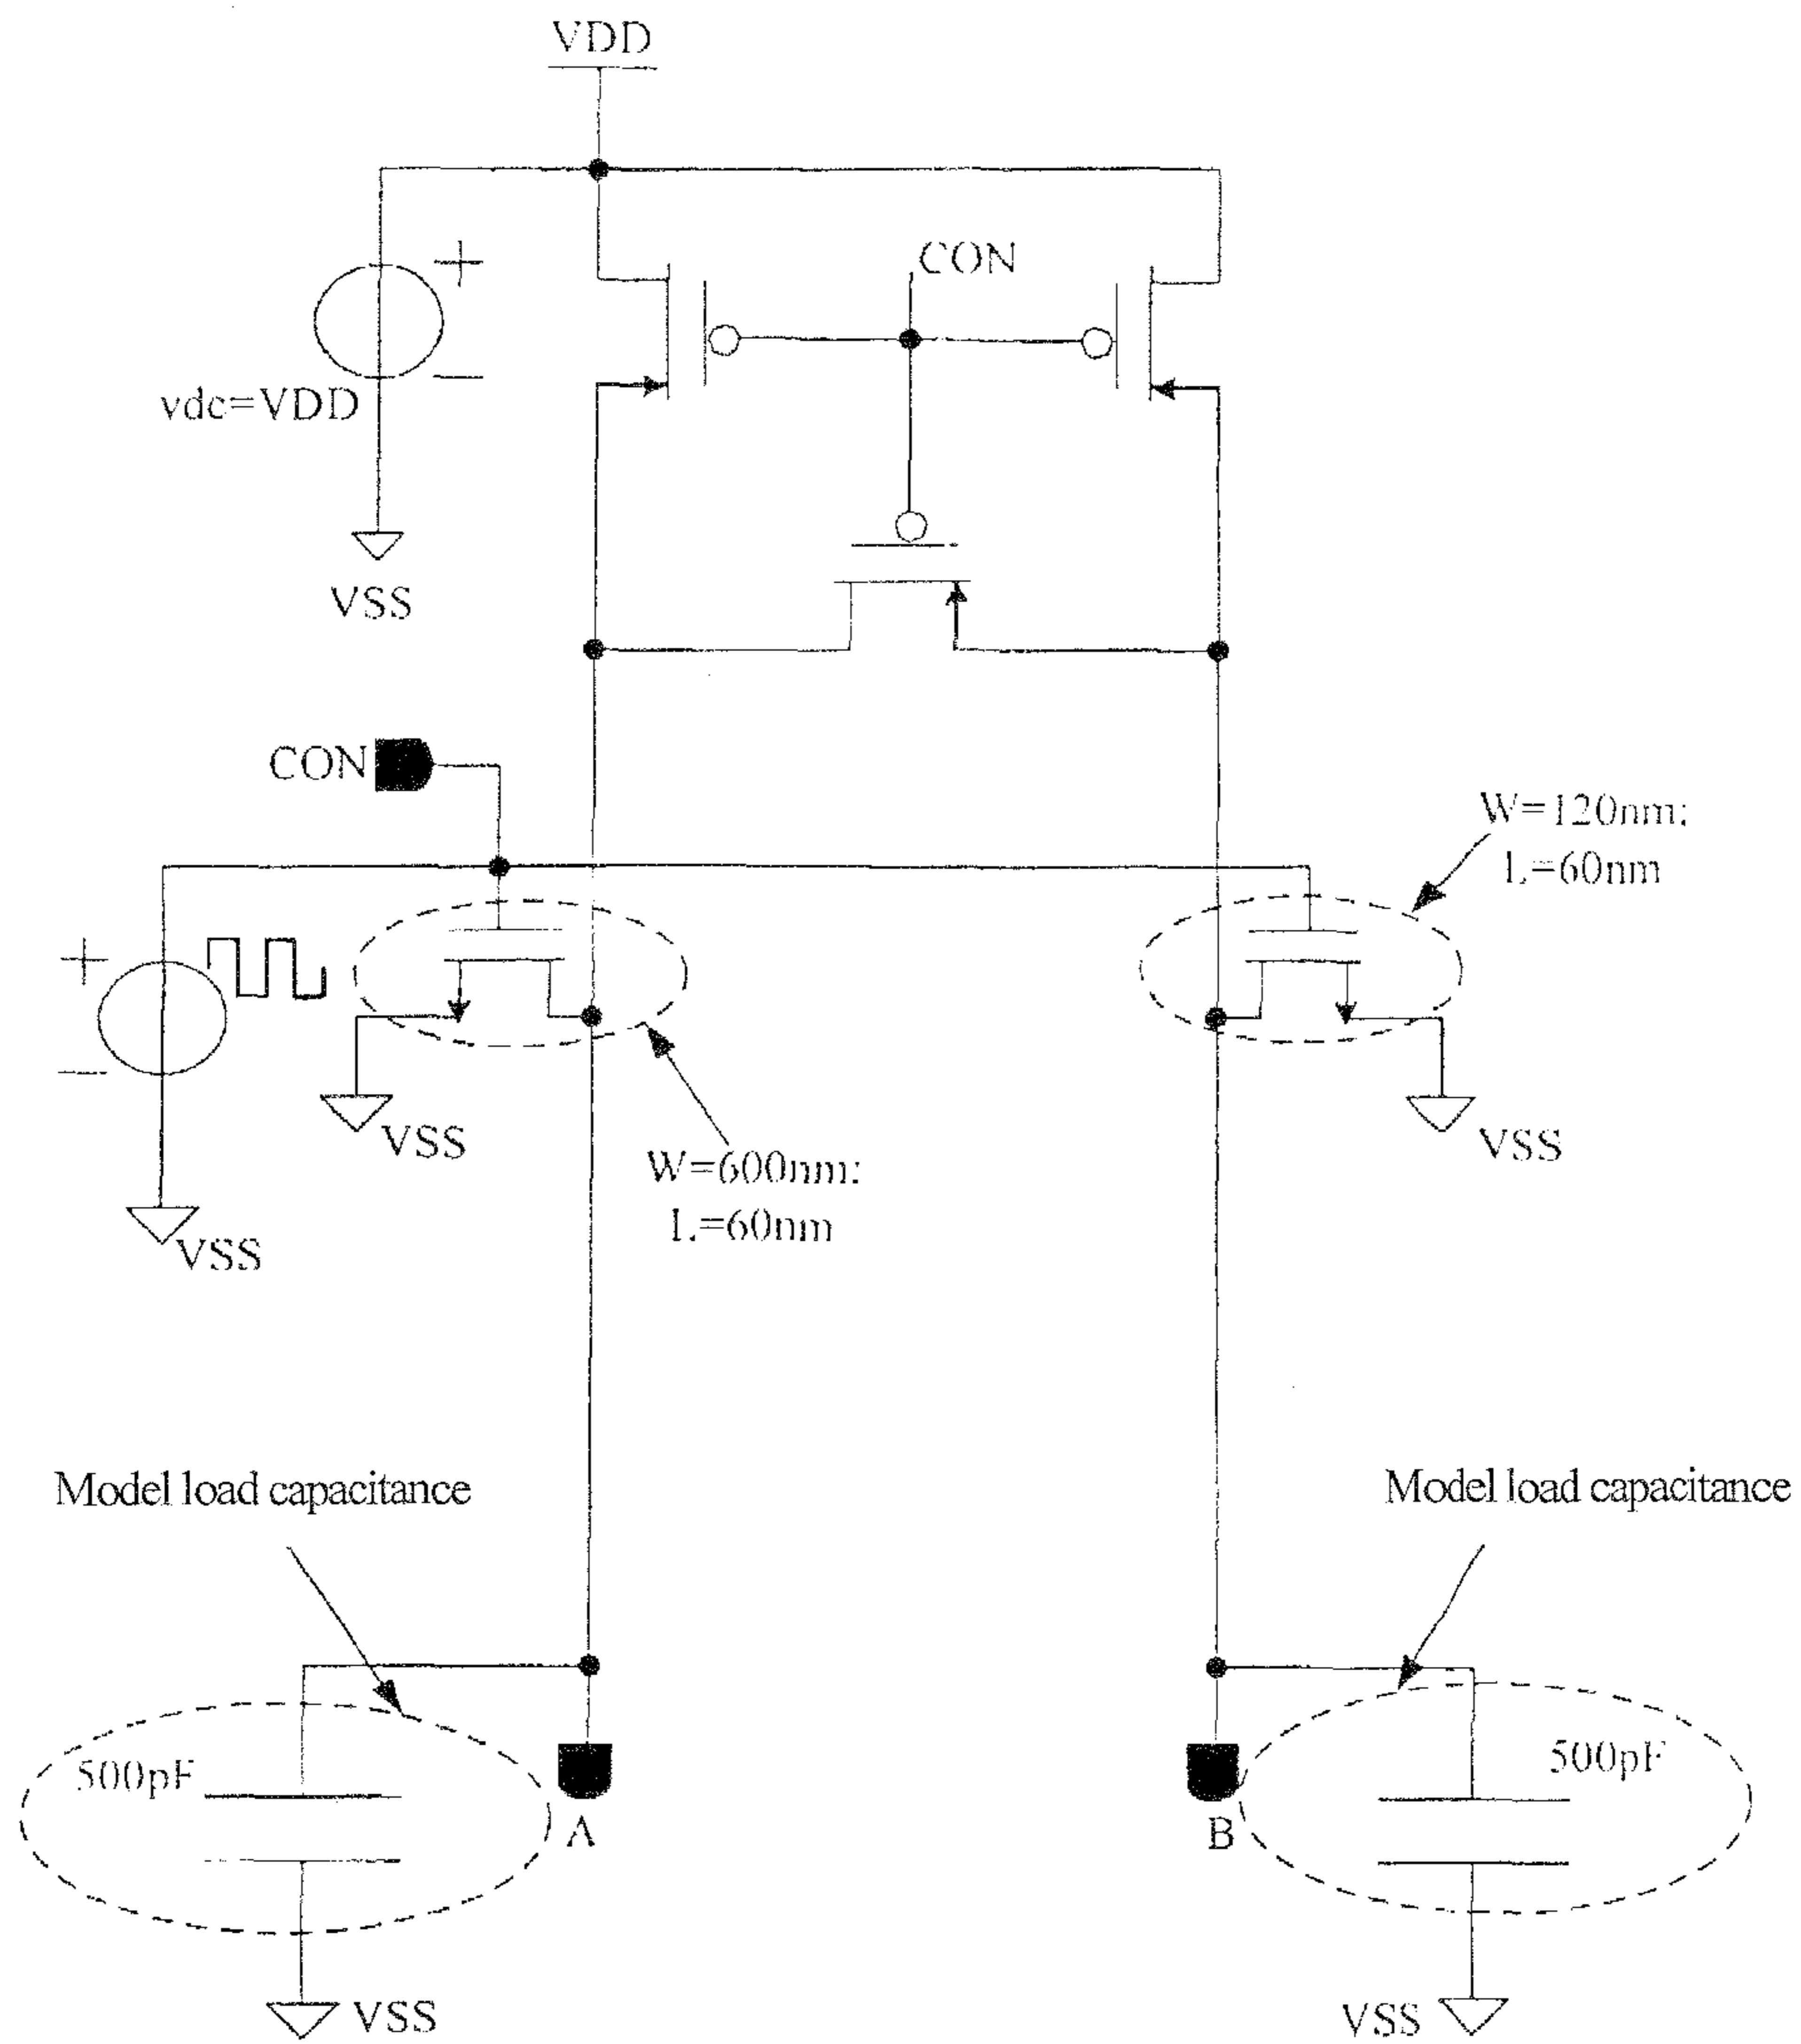 VDD
CON
vdc=VDD
VSS
CON
W=120nm;
L=60nm
VSS
VSS
W=600nm;
L=60nm
VSS
Model load capacitance
Model load capacitance
500pF
500pF
A
B
VSS
VSS